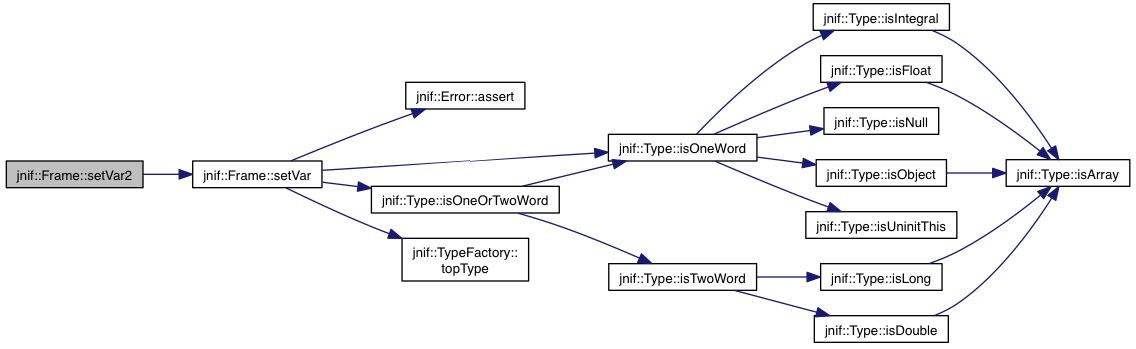 jnif::Frame::setVar2
jnif::Frame::setVar
jnif::Error::assert
jnif::Type::isOneOrTwoWord
jnif::TypeFactory::
topType
jnif::Type::isOneWord
jnif::Type::isTwoWord
jnif::Type::isIntegral
jnif::Type::isFloat
jnif::Type::isNull
jnif::Type::isObject
jnif::Type::isUninitThis
jnif::Type::isLong
jnif::Type::isDouble
jnif::Type::isArray